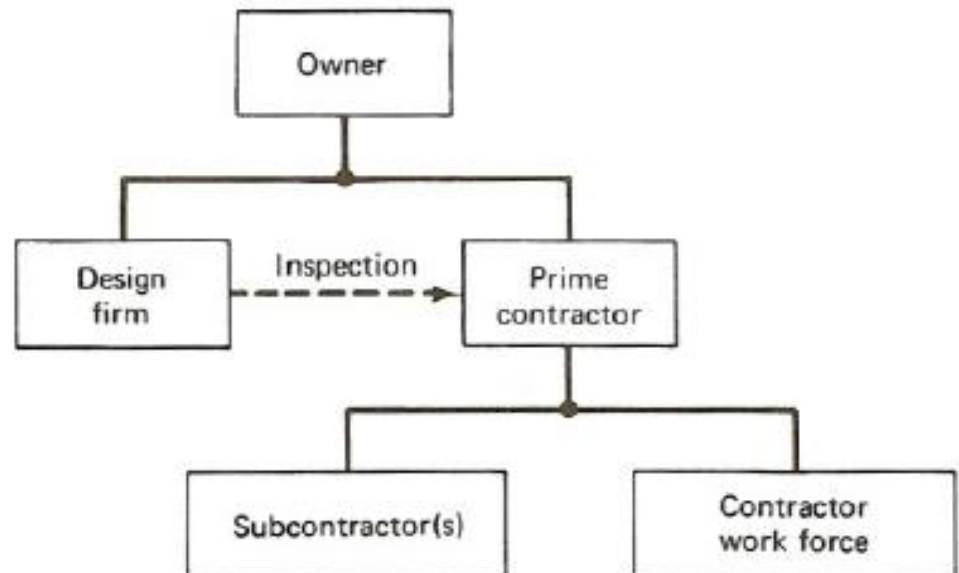 Owner
Design
firm
Inspection
Prime
contractor
Subcontractor(s)
Contractor
work force